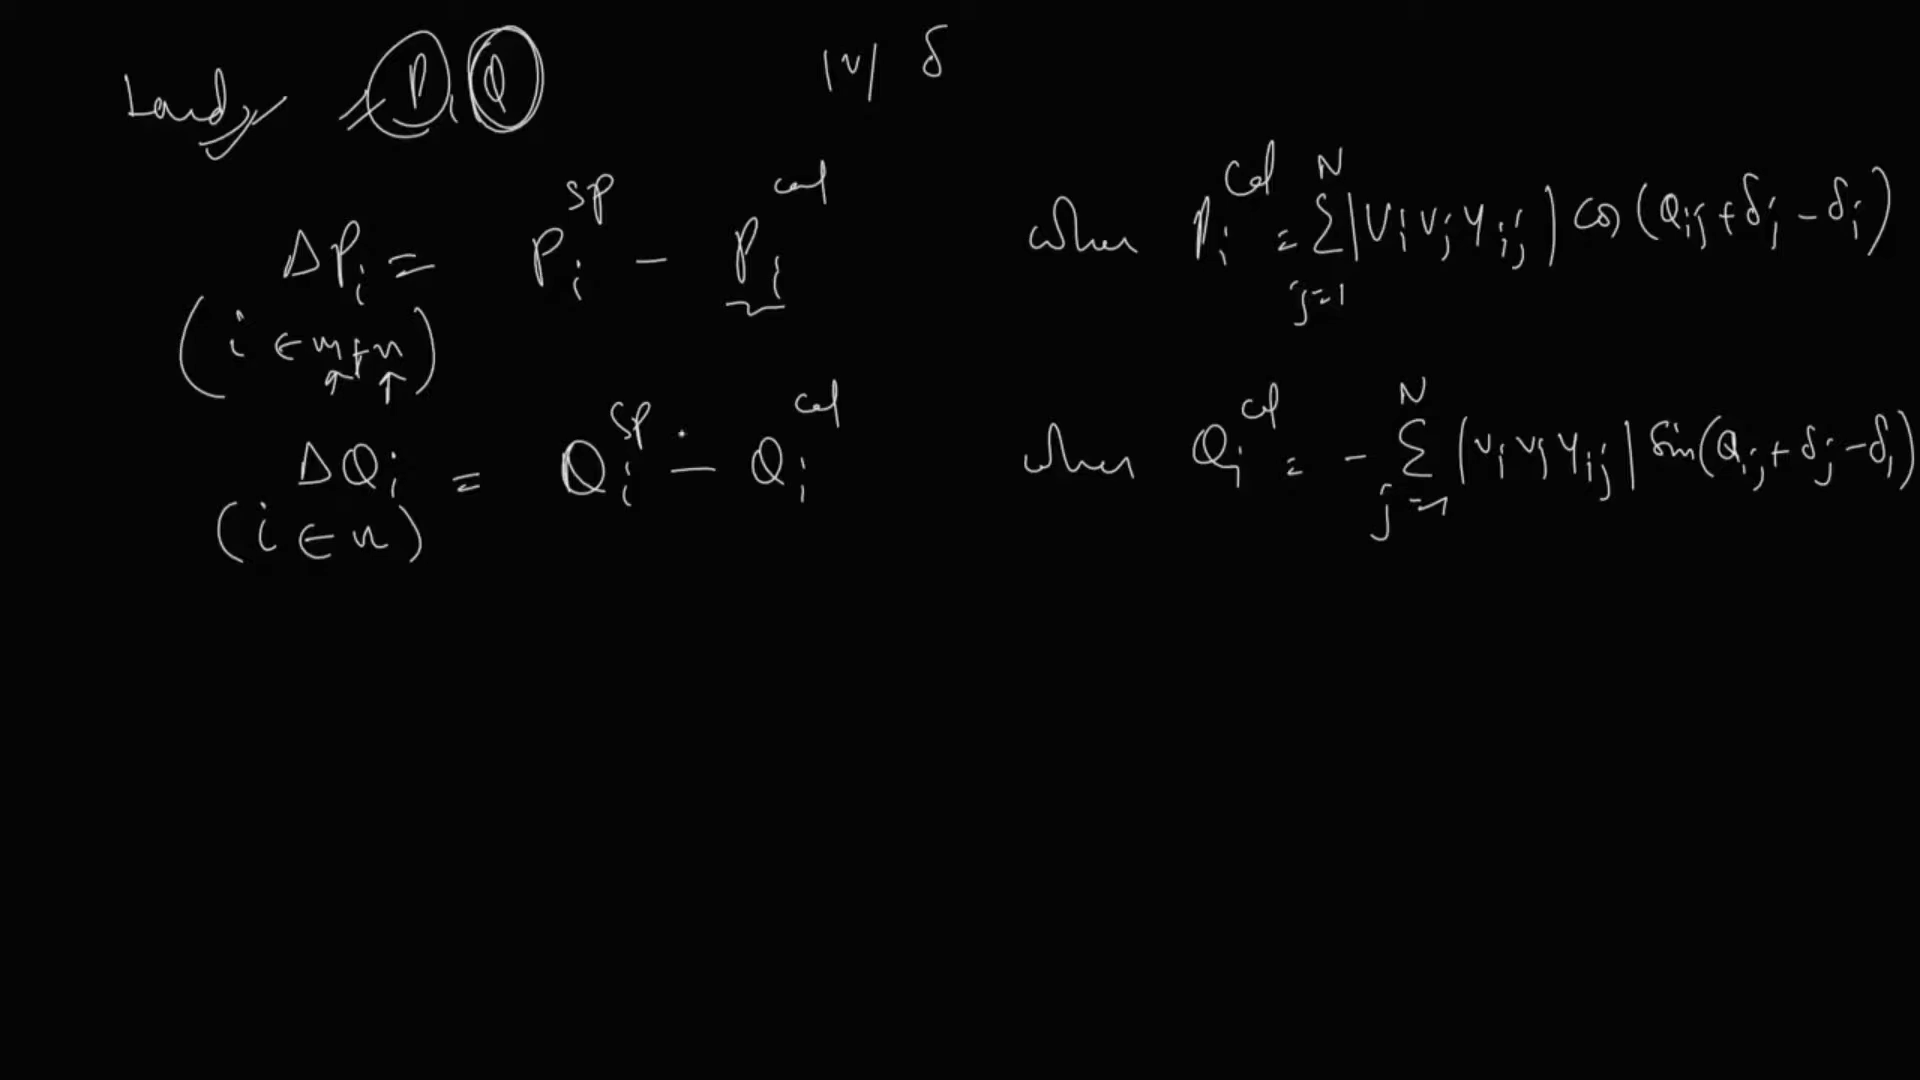 Load P, Q |V| δ
ΔP_i = P_i^sp - P_i^cal where P_i^cal = Σ_{j=1}^{N} |V_i V_j Y_ij| cos(θ_ij + δ_j - δ_i)
(i ∈ m+n)
ΔQ_i = Q_i^sp - Q_i^cal where Q_i^cal = - Σ_{j=1}^{N} |V_i V_j Y_ij| sin(θ_ij + δ_j - δ_i)
(i ∈ n)